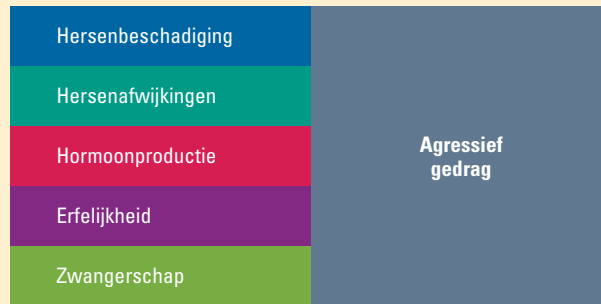 Hersenbeschadiging
Hersenafwijkingen
Hormoonproductie
Erfelijkheid
Zwangerschap
Agressief
gedrag